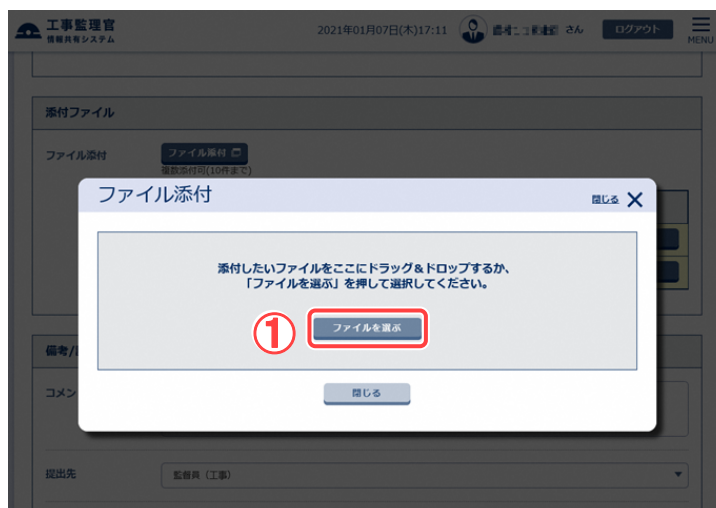 工事監理官
情報共有システム
2021年01月07日(木)17:11
さん
ログアウト
MENU
添付ファイル
ファイル添付
ファイル添付
複数添付可(10件まで)
ファイル添付
閉じる
添付したいファイルをここにドラッグ&ドロップするか、
「ファイルを選ぶ」を押して選択してください。
①
ファイルを選ぶ
備考/
閉じる
コメン
提出先
監督員（工事）